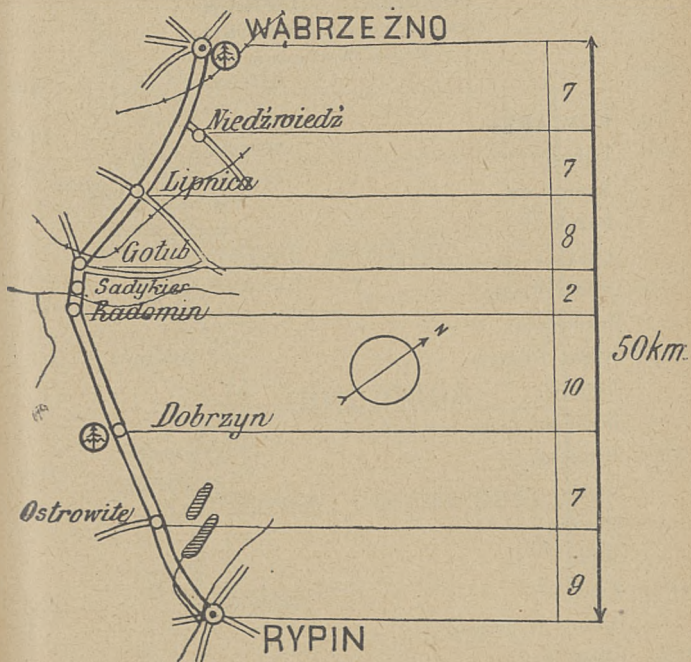 WĄBRZEŹNO
7
Niedźwiedź
7
Lipnica
8
Gołub
Sadykierz
2
Radomin
N
50km.
10
Dobrzyn
7
Ostrowite
9
RYPIN